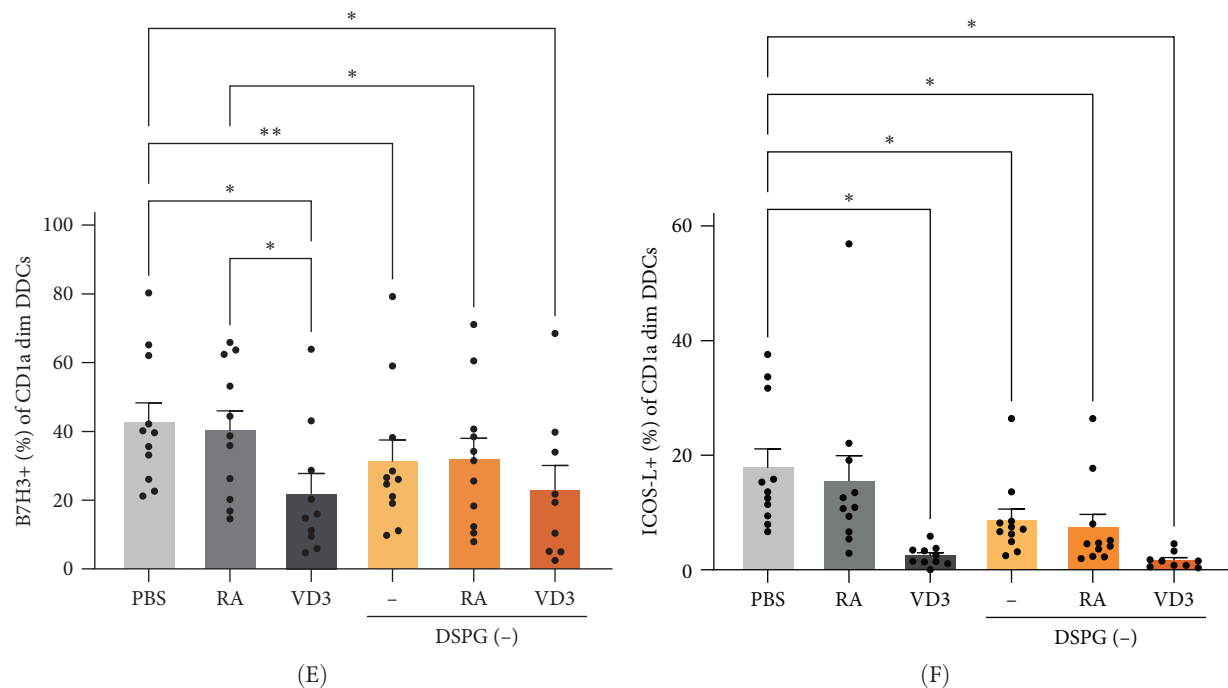 *
*
**
*
*
100
80
60
40
20
0
B7H3+ (%) of CD1a dim DDCs
PBS RA VD3 – RA VD3
DSPG (–)
(E)
*
*
*
*
60
40
20
0
ICOS-L+ (%) of CD1a dim DDCs
PBS RA VD3 – RA VD3
DSPG (–)
(F)